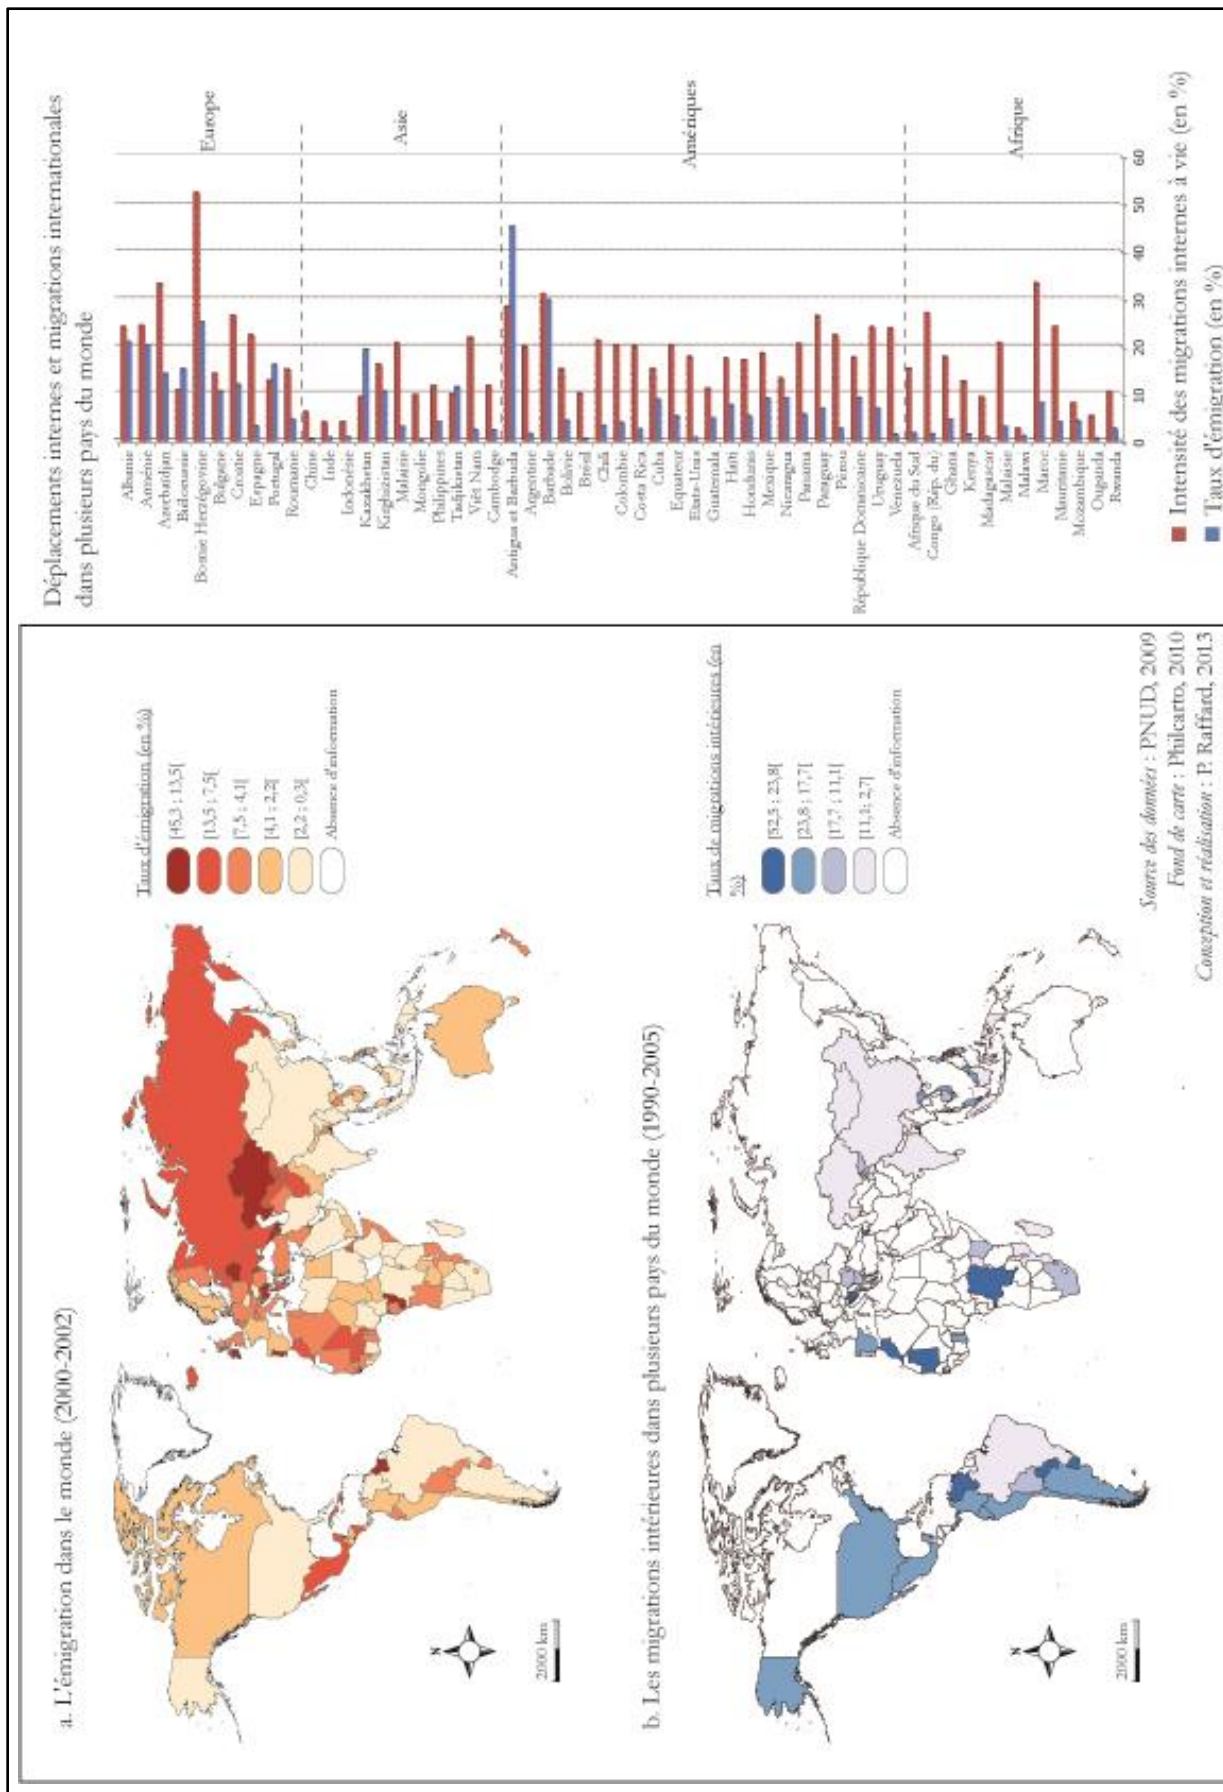 Déplacements internes et migrations internationales
dans plusieurs pays du monde
Albanie
Arménie
Azerbaïdjan
Biélorussie
Bosnie Herzégovine
Bulgarie
Croatie
Espagne
Portugal
Roumanie
Chine
Inde
Indonésie
Kazakhstan
Kirghizistan
Malaisie
Mongolie
Philippines
Tadjikistan
Viêt Nam
Cambodge
Antigua et Barbuda
Argentine
Barbade
Bolivie
Brésil
Chili
Colombie
Costa Rica
Cuba
Equateur
Etats-Unis
Guatemala
Haïti
Honduras
Mexique
Nicaragua
Panama
Paraguay
Pérou
République Dominicaine
Uruguay
Venezuela
Afrique du Sud
Congo (Rép. du)
Ghana
Kenya
Madagascar
Malaisie
Malawi
Maroc
Mauritanie
Mozambique
Ouganda
Rwanda
Europe
Asie
Amériques
Afrique
0
10
20
30
40
50
60
Intensité des migrations internes à vie (en %)
Taux d'émigration (en %)
a. L'émigration dans le monde (2000-2002)
N
2000 km
Taux d'émigration (en %)
[45,3 ; 13,5[
[13,5 ; 7,5[
[7,5 ; 4,1[
[4,1 ; 2,2[
[2,2 ; 0,3[
Absence d'information
b. Les migrations intérieures dans plusieurs pays du monde (1990-2005)
N
2000 km
Taux de migrations intérieures (en
%)
[52,5 ; 23,8[
[23,8 ; 17,7[
[17,7 ; 11,1[
[11,1; 2,7]
Absence d'information
Source des données : PNUD, 2009
Fond de carte : Philcarto, 2010
Conception et réalisation : P. Raffard, 2013